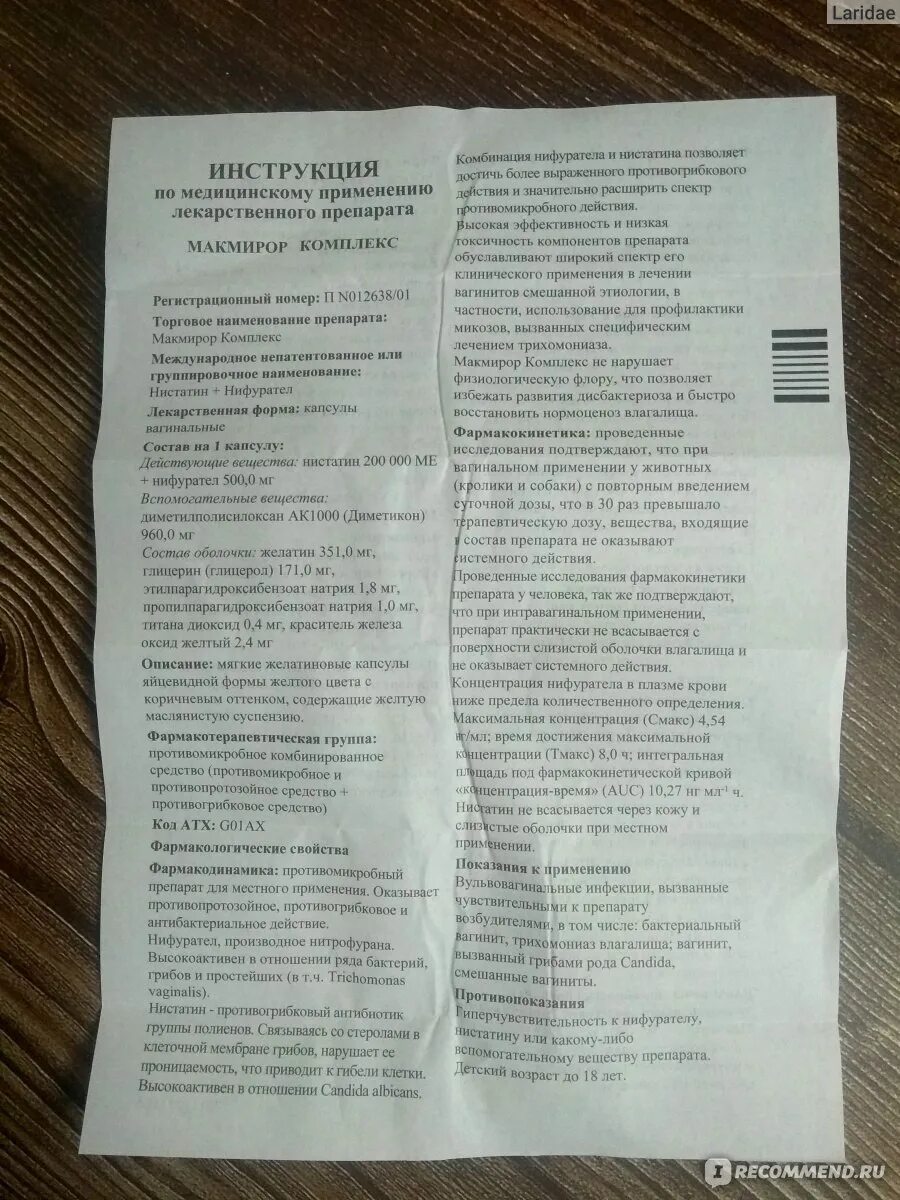 Laridae
ИНСТРУКЦИЯ
по медицинскому применению
лекарственного препарата
МАКМИРОР КОМПЛЕКС
Регистрационный номер: П N012638/01
Торговое наименование препарата:
Макмирор Комплекс
Международное непатентованное или
группировочное наименование:
Нистатин + Нифурател
Лекарственная форма: капсулы
вагинальные
Состав на 1 капсулу:
Действующие вещества: нистатин 200 000 МЕ
+ нифурател 500,0 мг
Вспомогательные вещества:
диметилполисилоксан АК1000 (Диметикон)
960,0 мг
Состав оболочки: желатин 351,0 мг,
глицерин (глицерол) 171,0 мг,
этилпарагидроксибензоат натрия 1,8 мг,
пропилпарагидроксибензоат натрия 1,0 мг,
титана диоксид 0,4 мг, краситель железа
оксид желтый 2,4 мг
Описание: мягкие желатиновые капсулы
яйцевидной формы желтого цвета с
коричневым оттенком, содержащие желтую
маслянистую суспензию.
Фармакотерапевтическая группа:
противомикробное комбинированное
средство (противомикробное и
противопротозойное средство +
противогрибковое средство)
Код АТХ: G01AX
Фармакологические свойства
Фармакодинамика: противомикробный
препарат для местного применения. Оказывает
противопротозойное, противогрибковое и
антибактериальное действие.
Нифурател, производное нитрофурана.
Высокоактивен в отношении ряда бактерий,
грибов и простейших (в т.ч. Trichomonas
vaginalis).
Нистатин - противогрибковый антибиотик
группы полиенов. Связываясь со стеролами в
клеточной мембране грибов, нарушает ее
проницаемость, что приводит к гибели клетки.
Высокоактивен в отношении Candida albicans.
Комбинация нифуратела и нистатина позволяет
достичь более выраженного противогрибкового
действия и значительно расширить спектр
противомикробного действия.
Высокая эффективность и низкая
токсичность компонентов препарата
обуславливают широкий спектр его
клинического применения в лечении
вагинитов смешанной этиологии, в
частности, использование для профилактики
микозов, вызванных специфическим
лечением трихомониаза.
Макмирор Комплекс не нарушает
физиологическую флору, что позволяет
избежать развития дисбактериоза и быстро
восстановить нормоценоз влагалища.
Фармакокинетика: проведенные
исследования подтверждают, что при
вагинальном применении у животных
(кролики и собаки) с повторным введением
суточной дозы, что в 30 раз превышало
терапевтическую дозу, вещества, входящие
в состав препарата не оказывают
системного действия.
Проведенные исследования фармакокинетики
препарата у человека, так же подтверждают,
что при интравагинальном применении,
препарат практически не всасывается с
поверхности слизистой оболочки влагалища и
не оказывает системного действия.
Концентрация нифуратела в плазме крови
ниже предела количественного определения.
Максимальная концентрация (Смакс) 4,54
нг/мл; время достижения максимальной
концентрации (Тмакс) 8,0 ч; интегральная
площадь под фармакокинетической кривой
«концентрация-время» (AUC) 10,27 нг мл⁻¹ ч.
Нистатин не всасывается через кожу и
слизистые оболочки при местном
применении.
Показания к применению
Вульвовагинальные инфекции, вызванные
чувствительными к препарату
возбудителями, в том числе: бактериальный
вагинит, трихомониаз влагалища; вагинит,
вызванный грибами рода Candida,
смешанные вагиниты.
Противопоказания
Гиперчувствительность к нифурателу,
нистатину или какому-либо
вспомогательному веществу препарата.
Детский возраст до 18 лет.
IRECOMMEND.RU